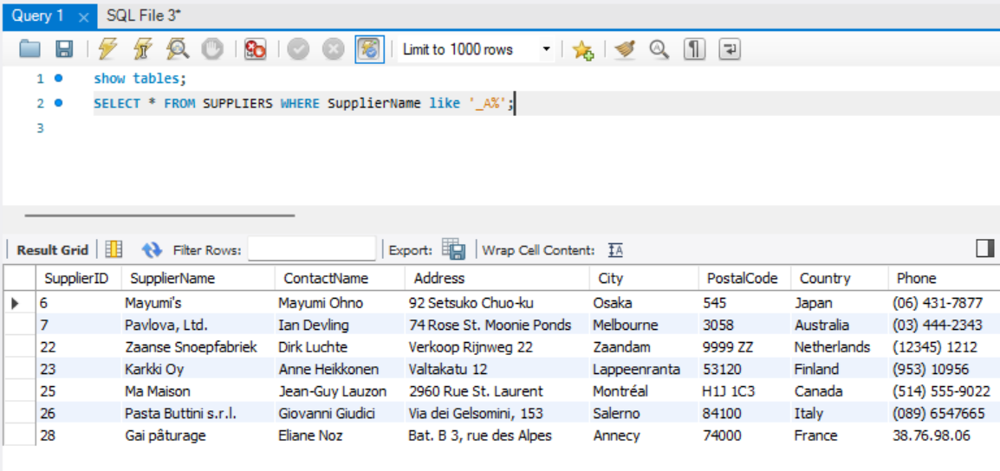 Query 1 × SQL File 3*
Limit to 1000 rows
1 show tables;
2 SELECT * FROM SUPPLIERS WHERE SupplierName like '_A%';
3
Result Grid Filter Rows: Export: Wrap Cell Content: IA
SupplierID SupplierName ContactName Address City PostalCode Country Phone
6 Mayumi's Mayumi Ohno 92 Setsuko Chuo-ku Osaka 545 Japan (06) 431-7877
7 Pavlova, Ltd. Ian Devling 74 Rose St. Moonie Ponds Melbourne 3058 Australia (03) 444-2343
22 Zaanse Snoepfabriek Dirk Luchte Verkoop Rijnweg 22 Zaandam 9999 ZZ Netherlands (12345) 1212
23 Karkki Oy Anne Heikkonen Valtakatu 12 Lappeenranta 53120 Finland (953) 10956
25 Ma Maison Jean-Guy Lauzon 2960 Rue St. Laurent Montréal H1J 1C3 Canada (514) 555-9022
26 Pasta Buttini s.r.l. Giovanni Giudici Via dei Gelsomini, 153 Salerno 84100 Italy (089) 6547665
28 Gai pâturage Eliane Noz Bat. B 3, rue des Alpes Annecy 74000 France 38.76.98.06